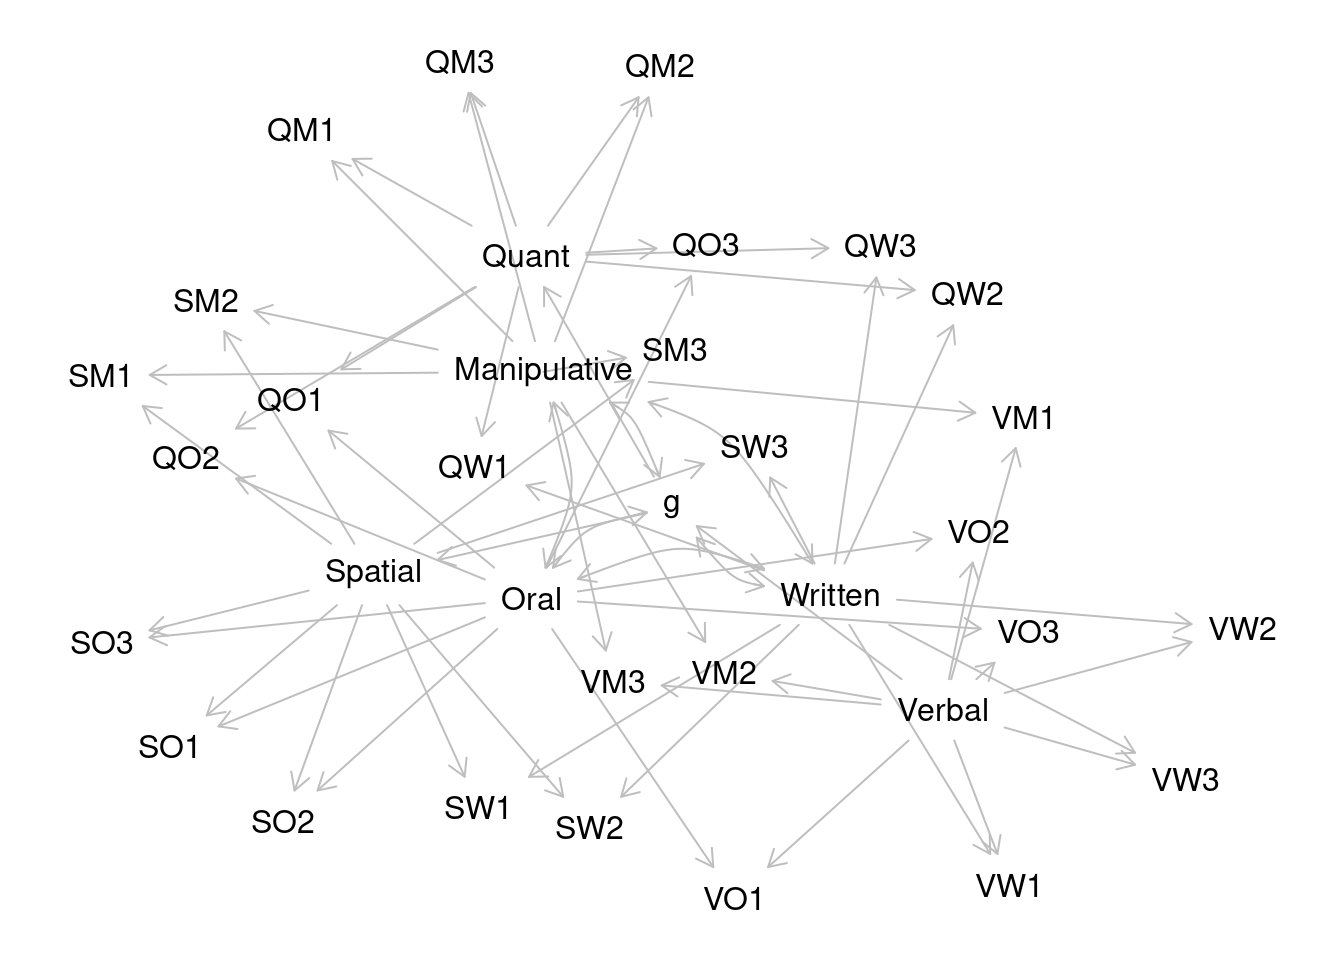 QM3
QM2
QM1
Quant
QO3
QW3
QW2
SM2
SM3
Manipulative
SM1
QO1
VM1
SW3
QO2
QW1
g
VO2
Spatial
Written
Oral
VO3
VW2
SO3
VM2
VM3
Verbal
SO1
VW3
SW1
SO2
SW2
VW1
VO1